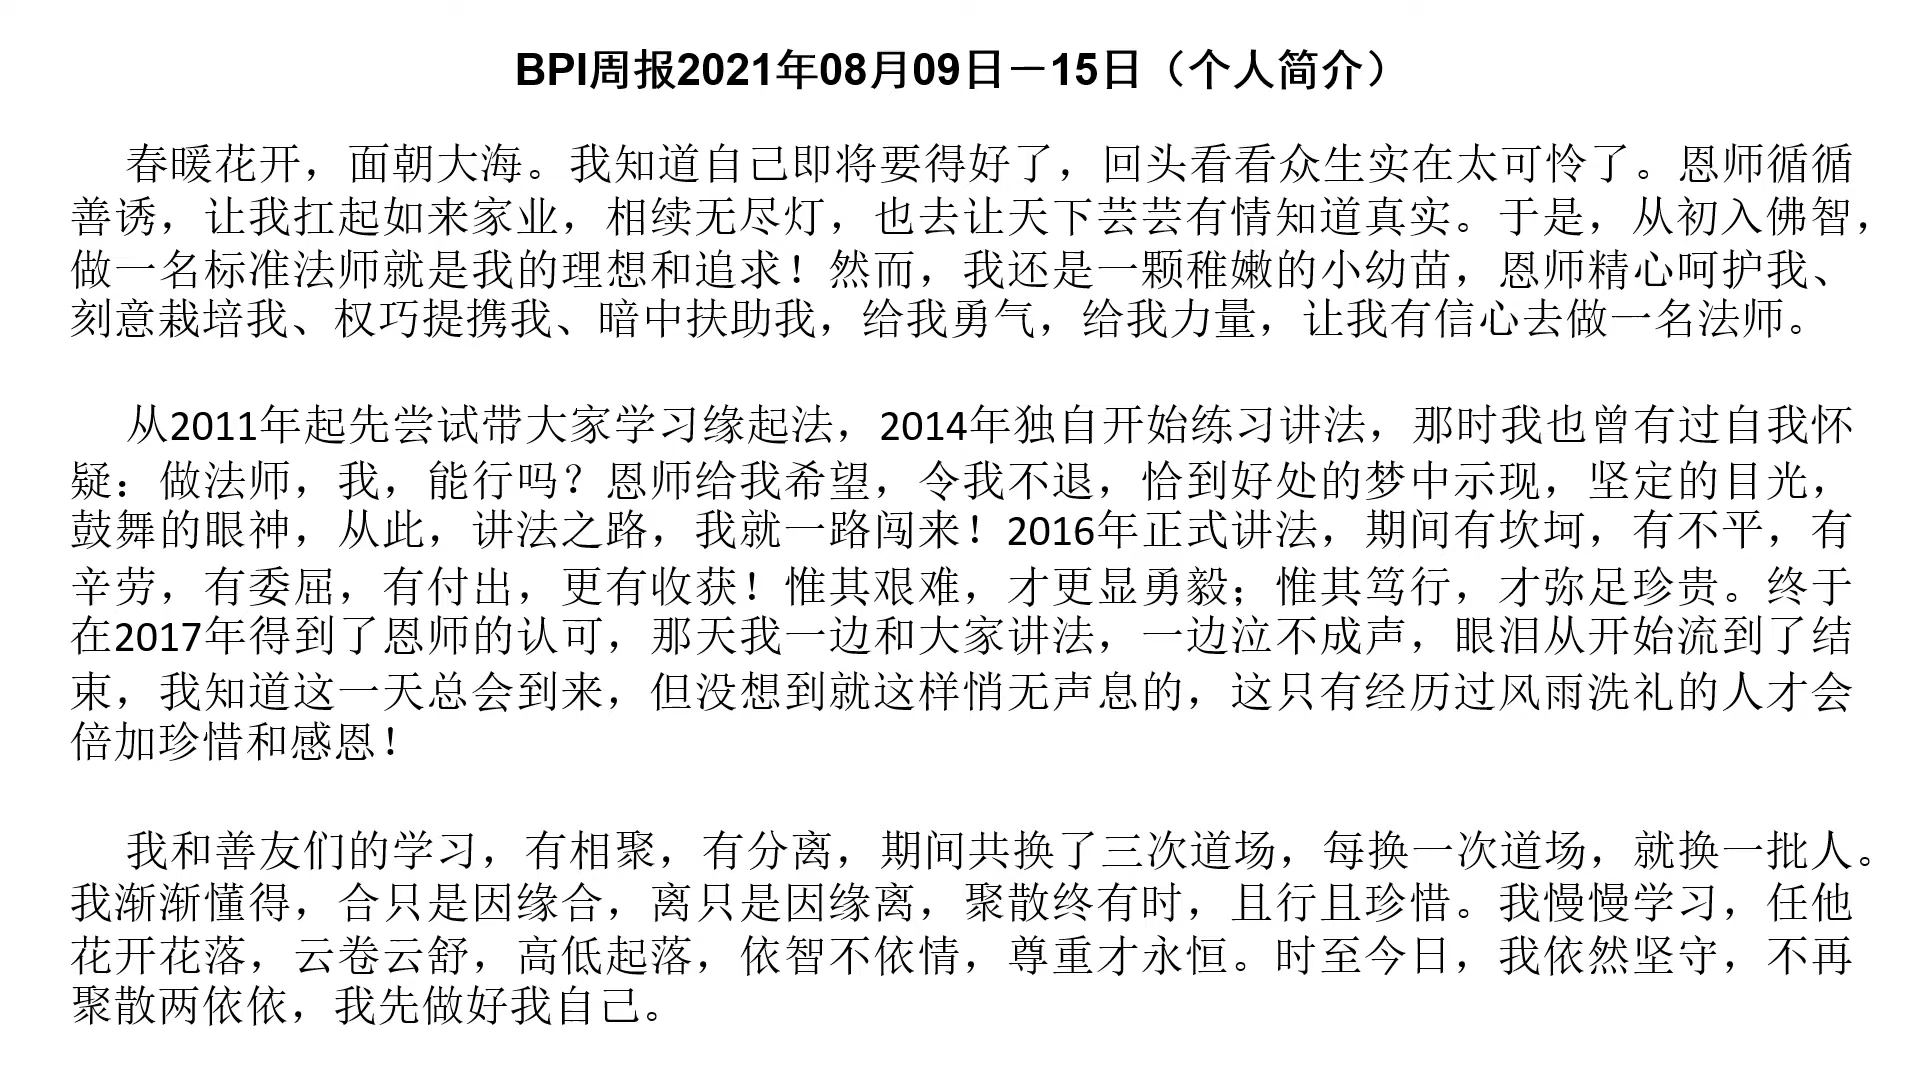 BPI周报2021年08月09日－15日（个人简介）
春暖花开，面朝大海。我知道自己即将要得好了，回头看看众生实在太可怜了。恩师循循
善诱，让我扛起如来家业，相续无尽灯，也去让天下芸芸有情知道真实。于是，从初入佛智，
做一名标准法师就是我的理想和追求！然而，我还是一颗稚嫩的小幼苗，恩师精心呵护我、
刻意栽培我、权巧提携我、暗中扶助我，给我勇气，给我力量，让我有信心去做一名法师。
从2011年起先尝试带大家学习缘起法，2014年独自开始练习讲法，那时我也曾有过自我怀
疑：做法师，我，能行吗？恩师给我希望，令我不退，恰到好处的梦中示现，坚定的目光，
鼓舞的眼神，从此，讲法之路，我就一路闯来！2016年正式讲法，期间有坎坷，有不平，有
辛劳，有委屈，有付出，更有收获！惟其艰难，才更显勇毅；惟其笃行，才弥足珍贵。终于
在2017年得到了恩师的认可，那天我一边和大家讲法，一边泣不成声，眼泪从开始流到了结
束，我知道这一天总会到来，但没想到就这样悄无声息的，这只有经历过风雨洗礼的人才会
倍加珍惜和感恩！
我和善友们的学习，有相聚，有分离，期间共换了三次道场，每换一次道场，就换一批人。
我渐渐懂得，合只是因缘合，离只是因缘离，聚散终有时，且行且珍惜。我慢慢学习，任他
花开花落，云卷云舒，高低起落，依智不依情，尊重才永恒。时至今日，我依然坚守，不再
聚散两依依，我先做好我自己。